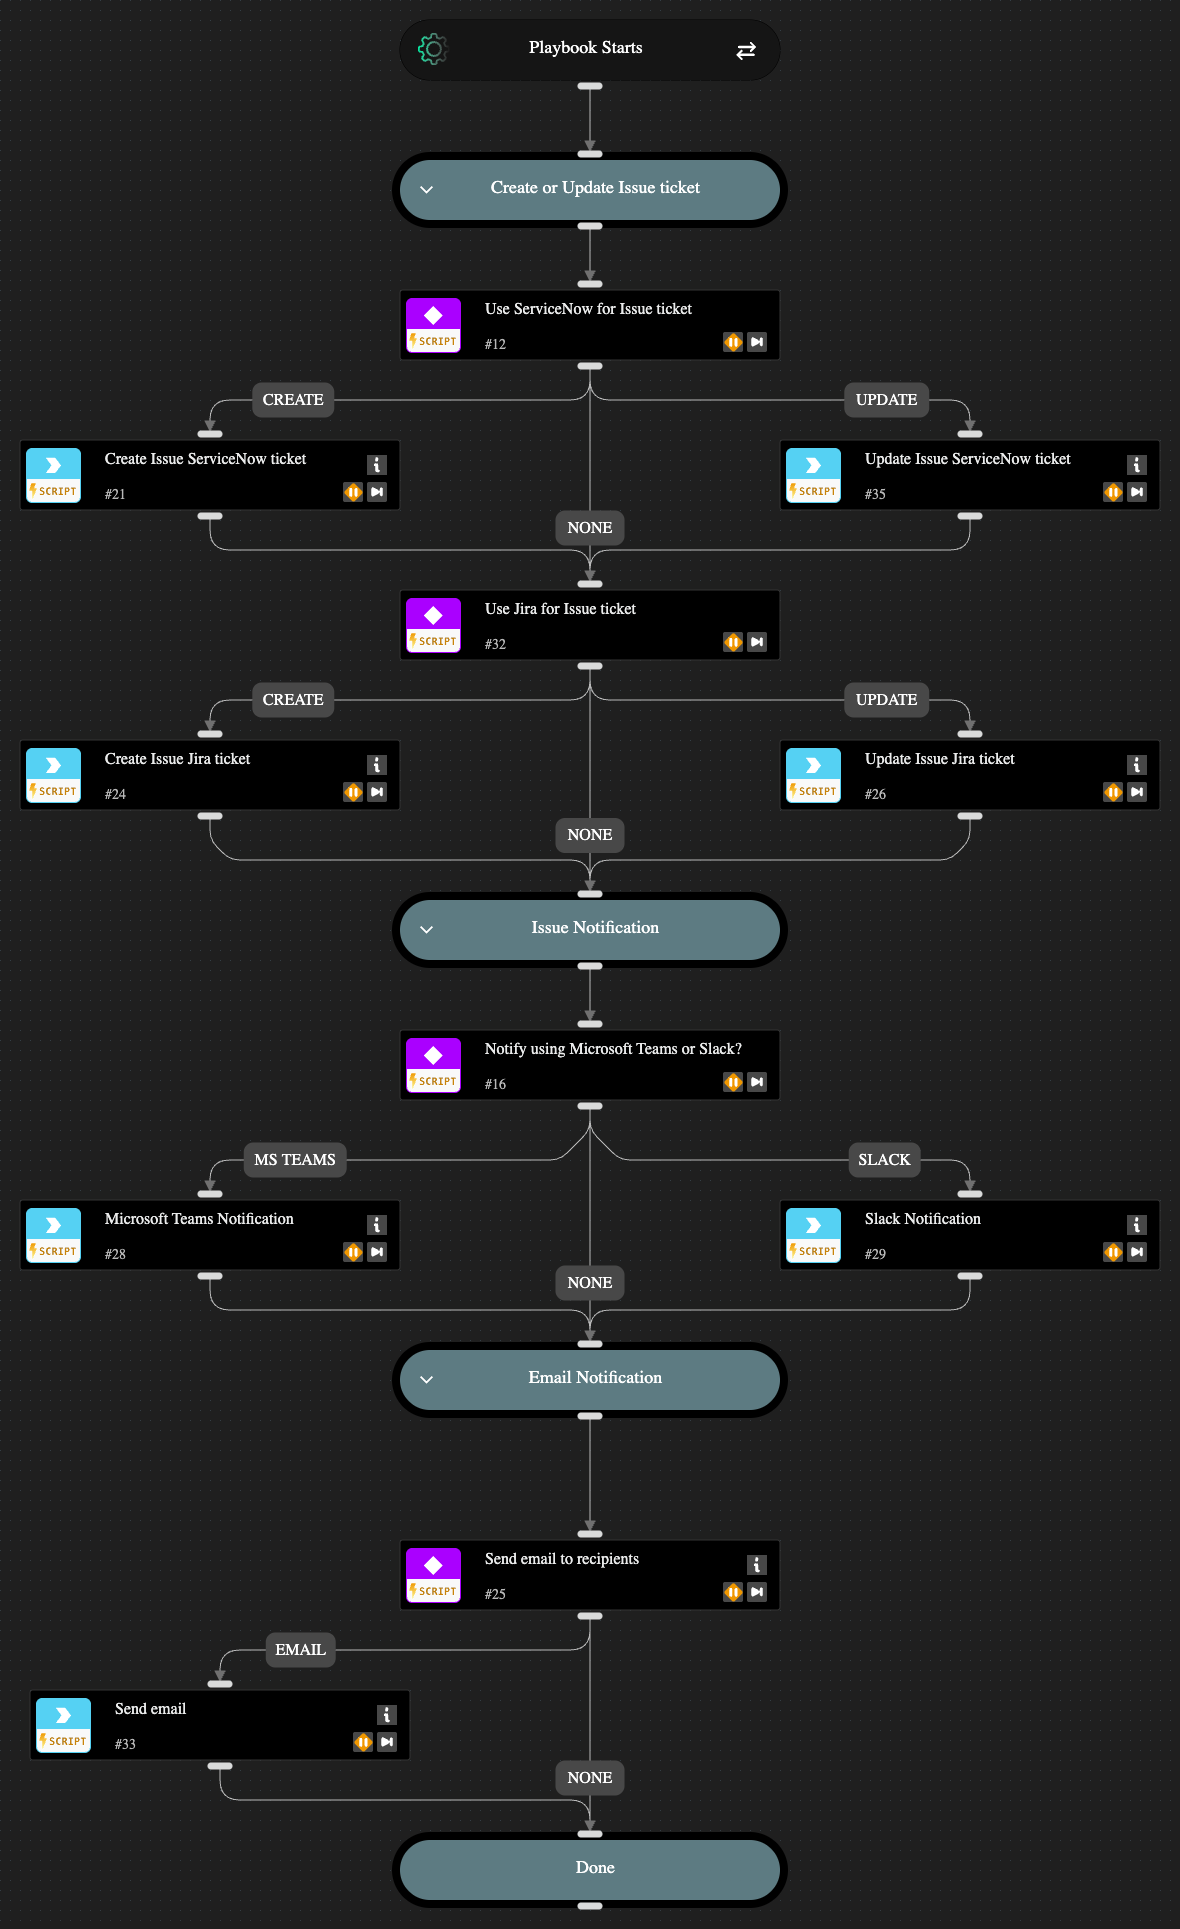 Playbook Starts
Create or Update Issue ticket
Use ServiceNow for Issue ticket
SCRIPT
#12
CREATE
UPDATE
Create Issue ServiceNow ticket
SCRIPT
#21
Update Issue ServiceNow ticket
SCRIPT
#35
NONE
Use Jira for Issue ticket
SCRIPT
#32
CREATE
UPDATE
Create Issue Jira ticket
SCRIPT
#24
Update Issue Jira ticket
SCRIPT
#26
NONE
Issue Notification
Notify using Microsoft Teams or Slack?
SCRIPT
#16
MS TEAMS
SLACK
Microsoft Teams Notification
SCRIPT
#28
Slack Notification
SCRIPT
#29
NONE
Email Notification
Send email to recipients
SCRIPT
#25
EMAIL
Send email
SCRIPT
#33
NONE
Done